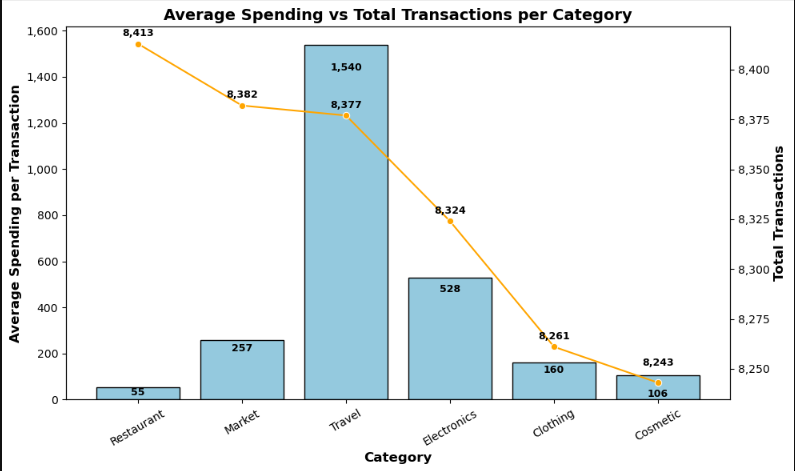 Average Spending vs Total Transactions per Category
Average Spending per Transaction
1,600
1,400
1,200
1,000
800
600
400
200
0
8,413
8,382
1,540
8,377
8,324
8,261
8,243
55
257
528
160
106
8,400
8,375
8,350
8,325
8,300
8,275
8,250
Total Transactions
Restaurant
Market
Travel
Electronics
Clothing
Cosmetic
Category